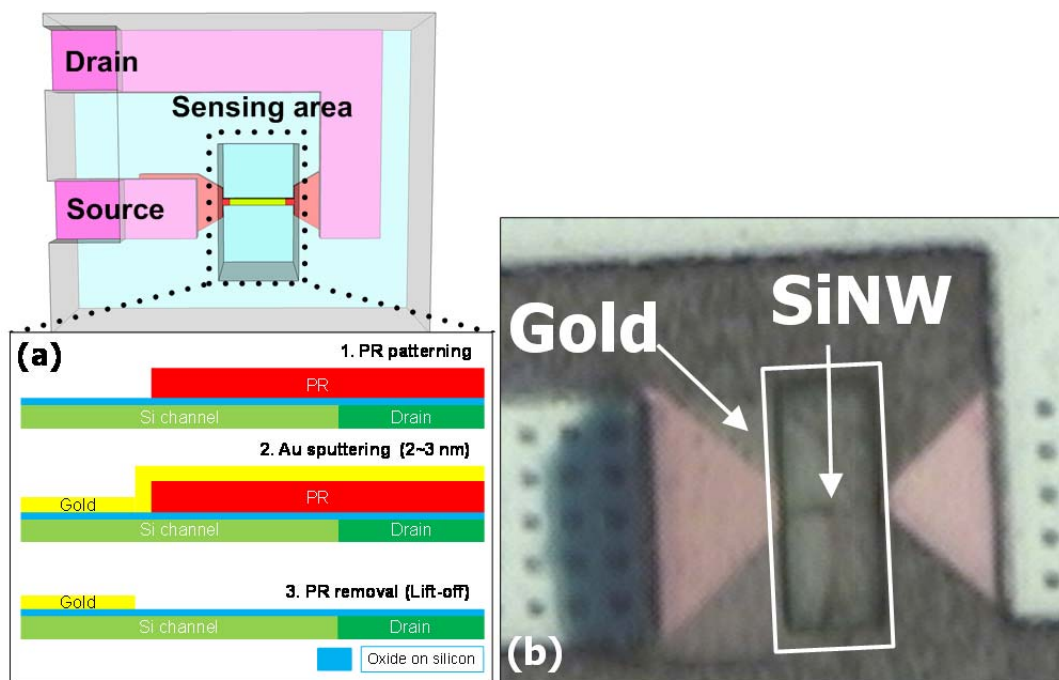 Drain
Sensing area
Source
(a)
1. PR patterning
PR
Si channel
Drain
2. Au sputtering (2~3 nm)
Gold
PR
Si channel
Drain
3. PR removal (Lift-off)
Gold
Si channel
Drain
Oxide on silicon
SiNW
Gold
(b)